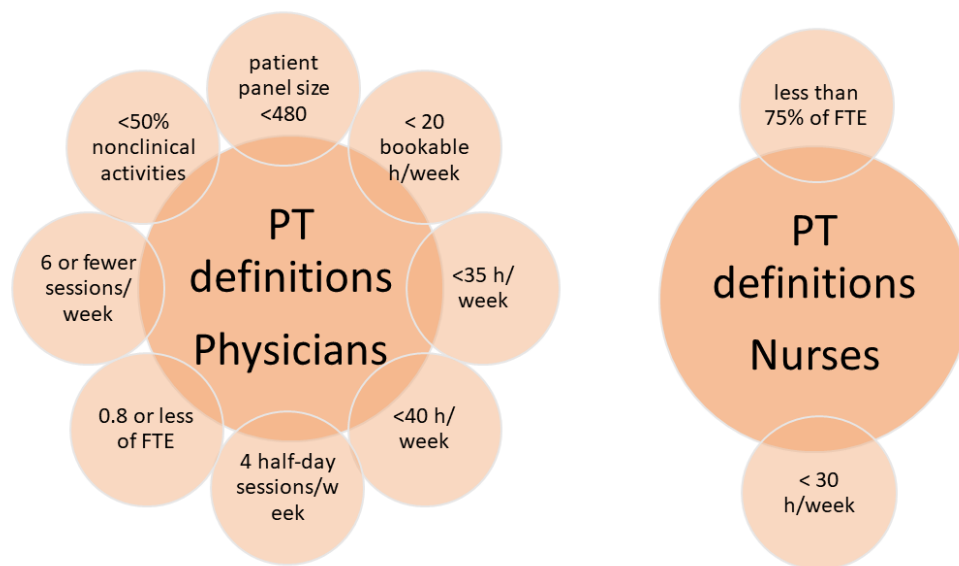 patient
panel size
<480
< 20
bookable
h/week
<35 h/
week
<40 h/
week
4 half-day
sessions/w
eek
0.8 or less
of FTE
6 or fewer
sessions/
week
<50%
nonclinical
activities
PT
definitions
Physicians
less than
75% of FTE
PT
definitions
Nurses
< 30
h/week